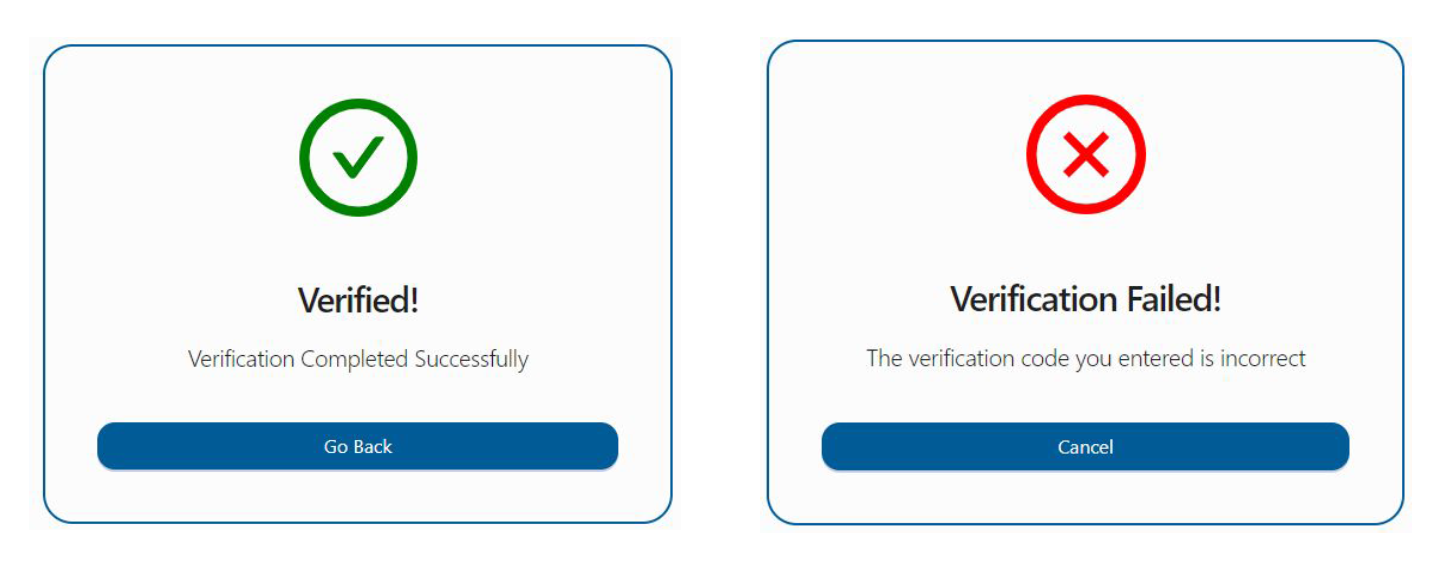 Verified!
Verification Completed Successfully
Go Back
Verification Failed!
The verification code you entered is incorrect
Cancel